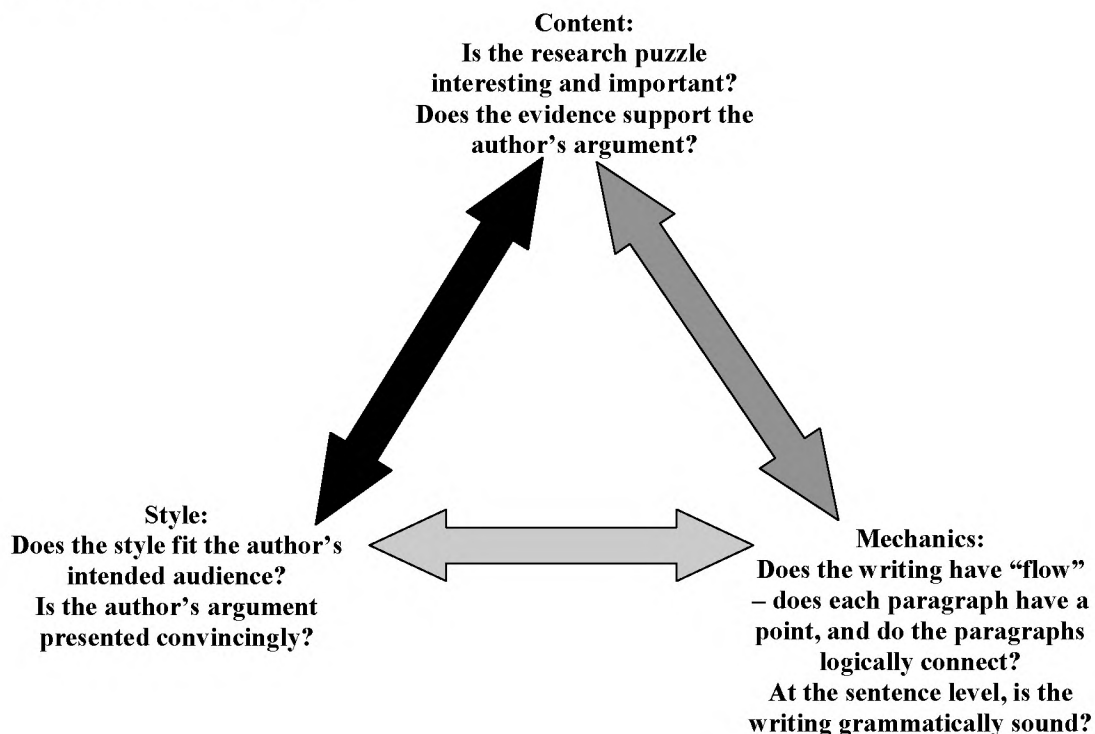 Content:
Is the research puzzle
interesting and important?
Does the evidence support the
author’s argument?
Style:
Does the style fit the author’s
intended audience?
Is the author’s argument
presented convincingly?
Mechanics:
Does the writing have “flow”
– does each paragraph have a
point, and do the paragraphs
logically connect?
At the sentence level, is the
writing grammatically sound?